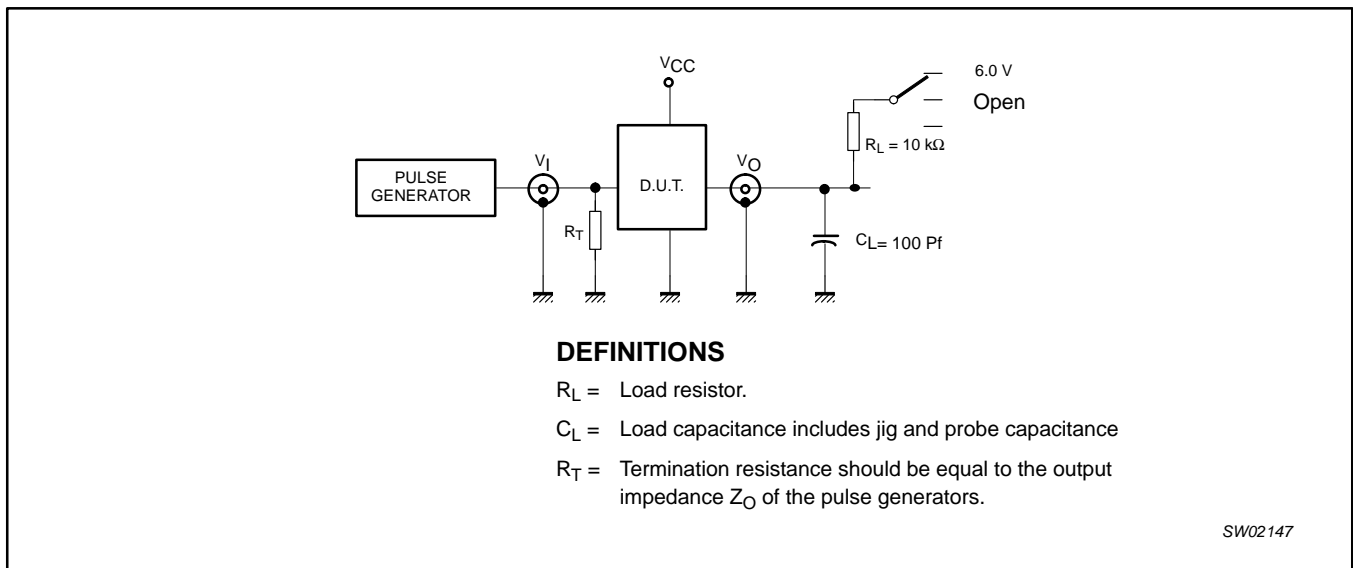 VCC
6.0 V
Open
RL = 10 kΩ
PULSE
GENERATOR
VI
RT
D.U.T.
VO
CL= 100 Pf
DEFINITIONS
RL = Load resistor.
CL = Load capacitance includes jig and probe capacitance
RT = Termination resistance should be equal to the output
impedance ZO of the pulse generators.
SW02147